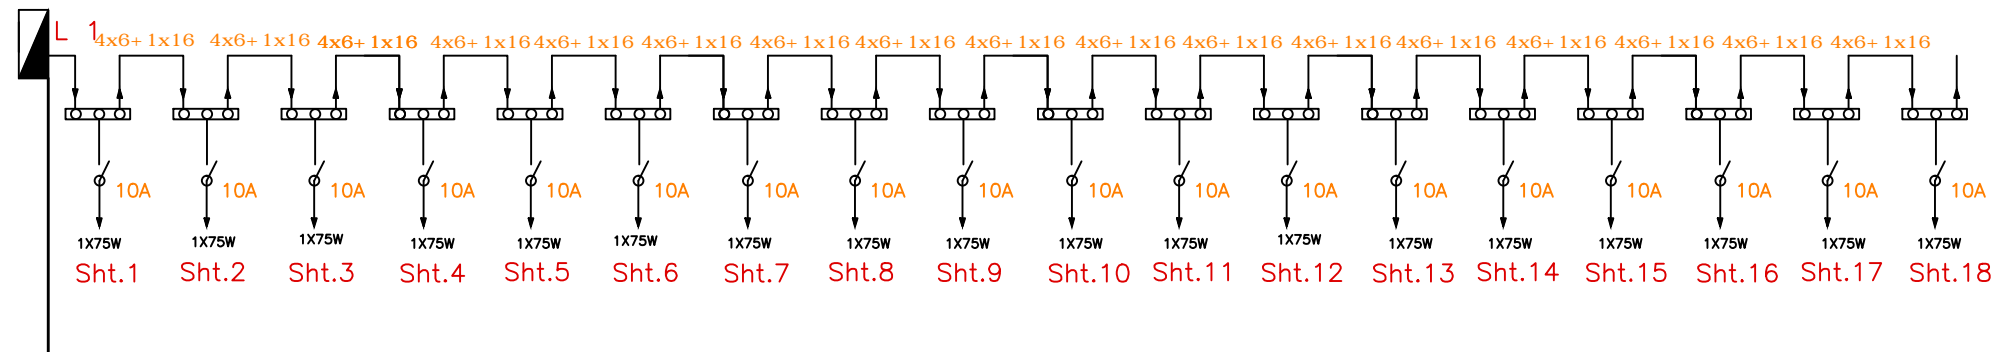 L 1
4x6+1x16 4x6+1x16 4x6+1x16 4x6+1x16 4x6+1x16 4x6+1x16 4x6+1x16 4x6+1x16 4x6+1x16 4x6+1x16 4x6+1x16 4x6+1x16 4x6+1x16 4x6+1x16 4x6+1x16 4x6+1x16 4x6+1x16
10A 10A 10A 10A 10A 10A 10A 10A 10A 10A 10A 10A 10A 10A 10A 10A 10A 10A
1X75W 1X75W 1X75W 1X75W 1X75W 1X75W 1X75W 1X75W 1X75W 1X75W 1X75W 1X75W 1X75W 1X75W 1X75W 1X75W 1X75W 1X75W
Sht.1 Sht.2 Sht.3 Sht.4 Sht.5 Sht.6 Sht.7 Sht.8 Sht.9 Sht.10 Sht.11 Sht.12 Sht.13 Sht.14 Sht.15 Sht.16 Sht.17 Sht.18